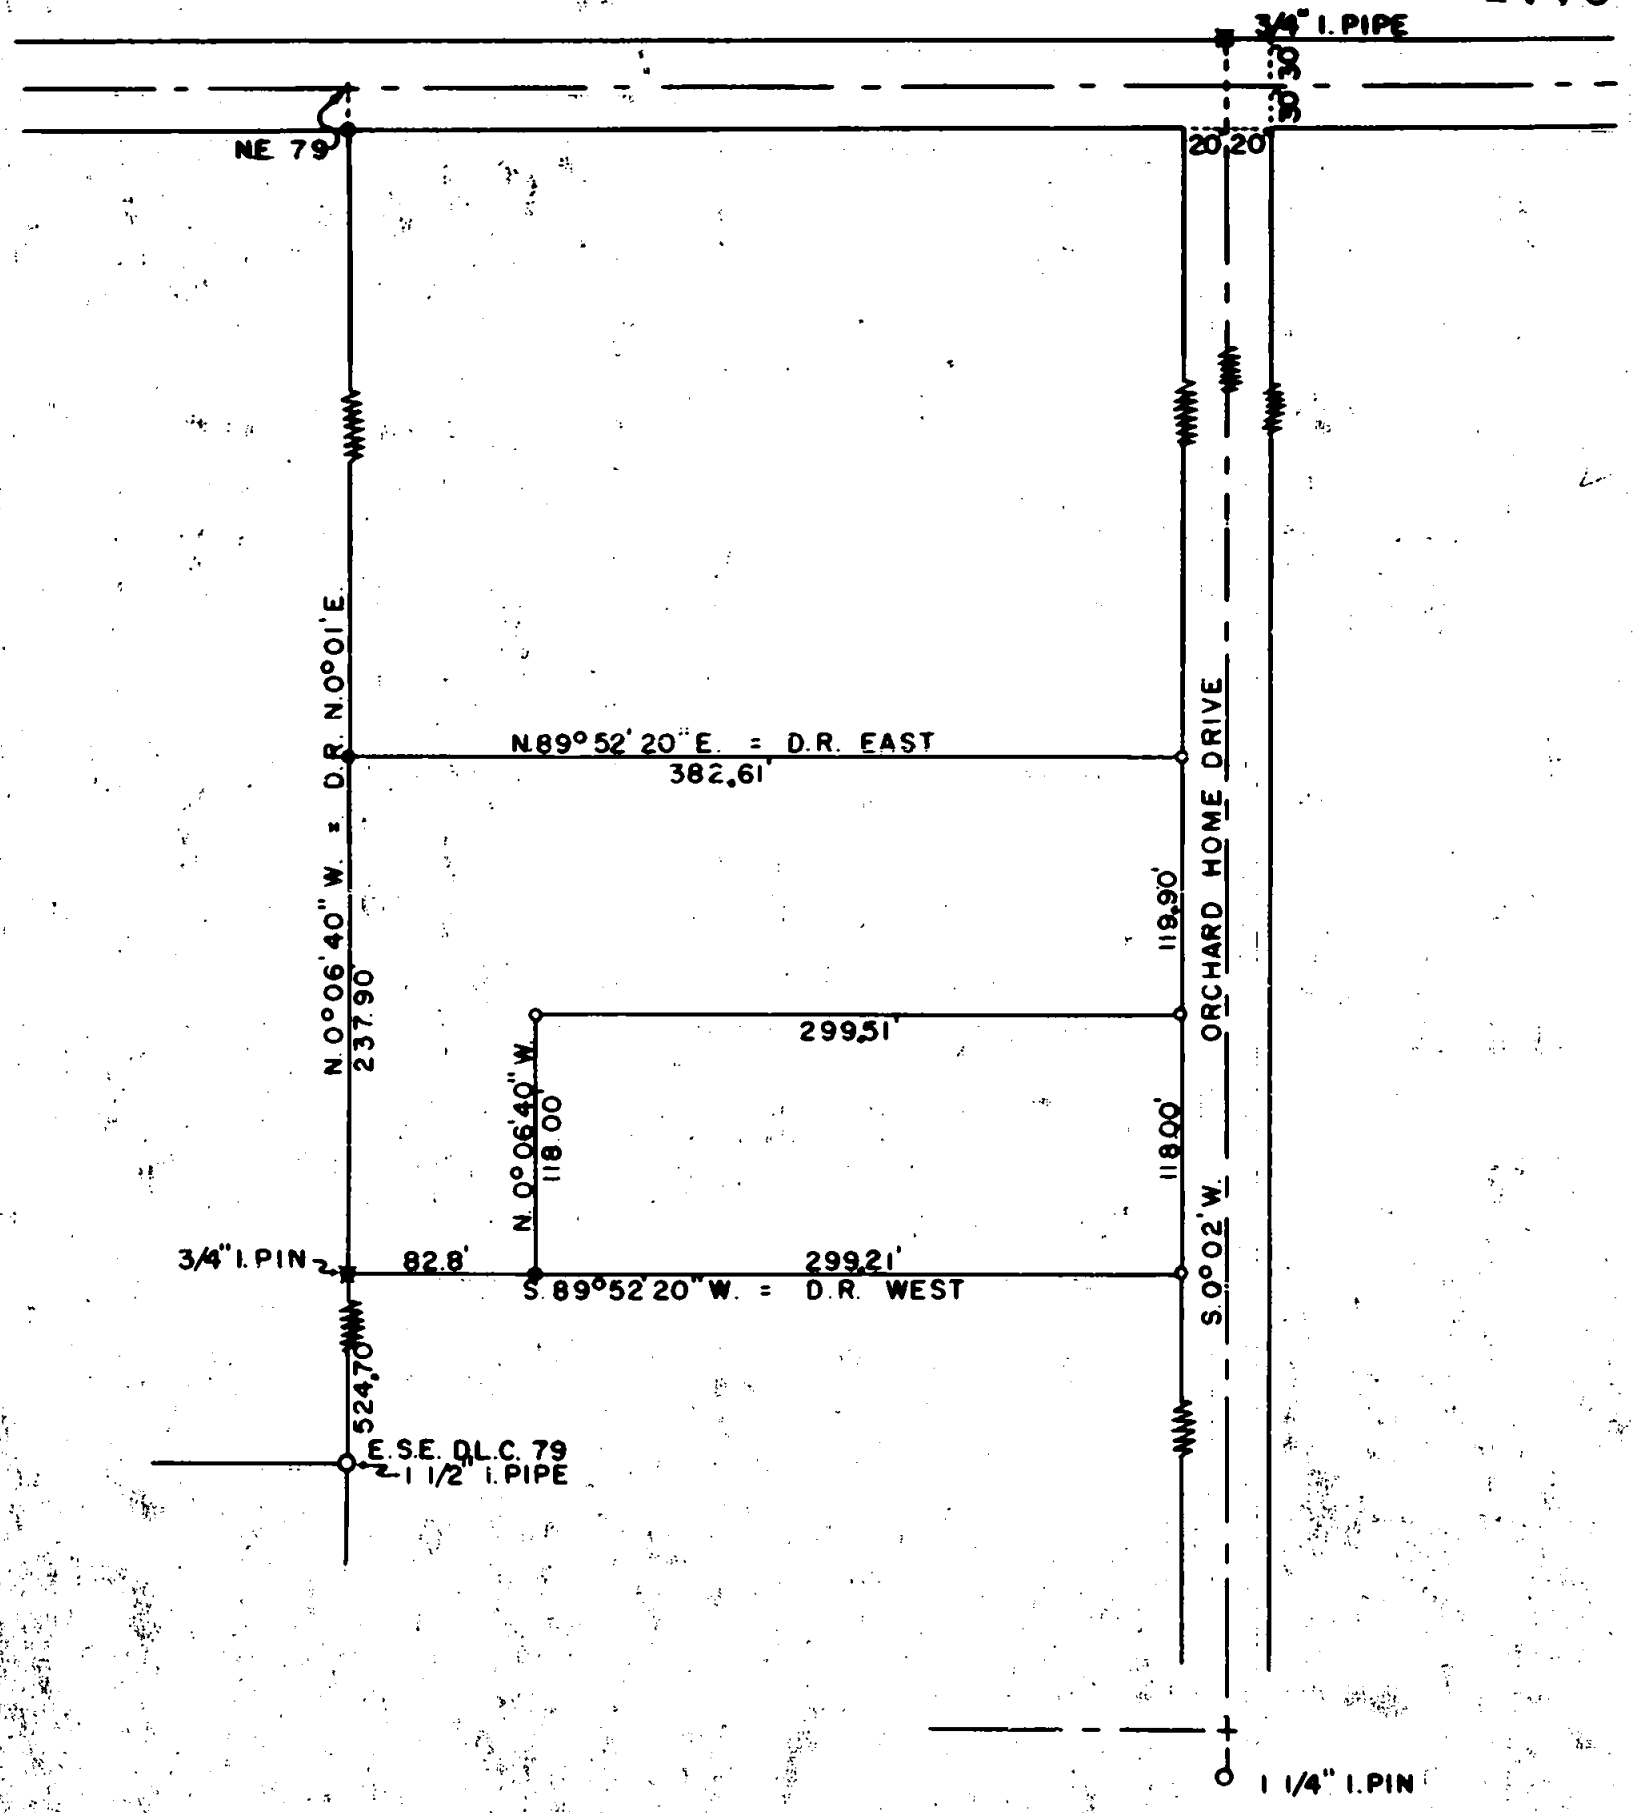 3/4" I. PIPE
30'
30'
NE 79
20' 20'
N. 0° 06' 40" W. = D.R. N. 0° 01' E.
237.90'
N. 89° 52' 20" E. = D.R. EAST
382.61'
119.90'
ORCHARD HOME DRIVE
299.51'
N. 0° 06' 40" W.
118.00'
118.00'
S. 0° 02' W.
3/4" I. PIN
82.8'
299.21'
S. 89° 52' 20" W. = D.R. WEST
524.70'
E. S.E. D.L.C. 79
1 1/2" I. PIPE
1 1/4" I. PIN